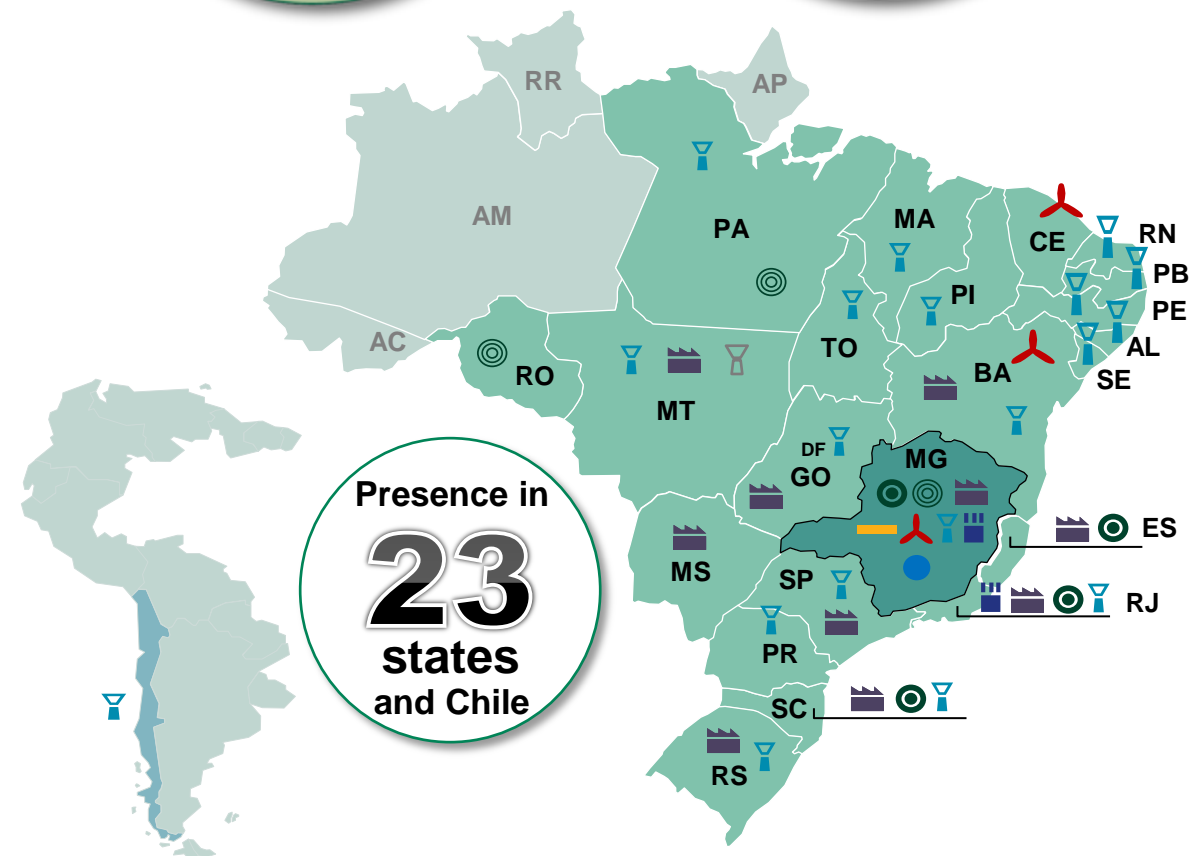 RR
AP
AM
PA
MA
CE
RN
PB
PI
PE
AC
TO
AL
RO
BA
SE
MT
DF
GO
MG
Presence in
23
states
and Chile
ES
MS
SP
RJ
PR
SC
RS